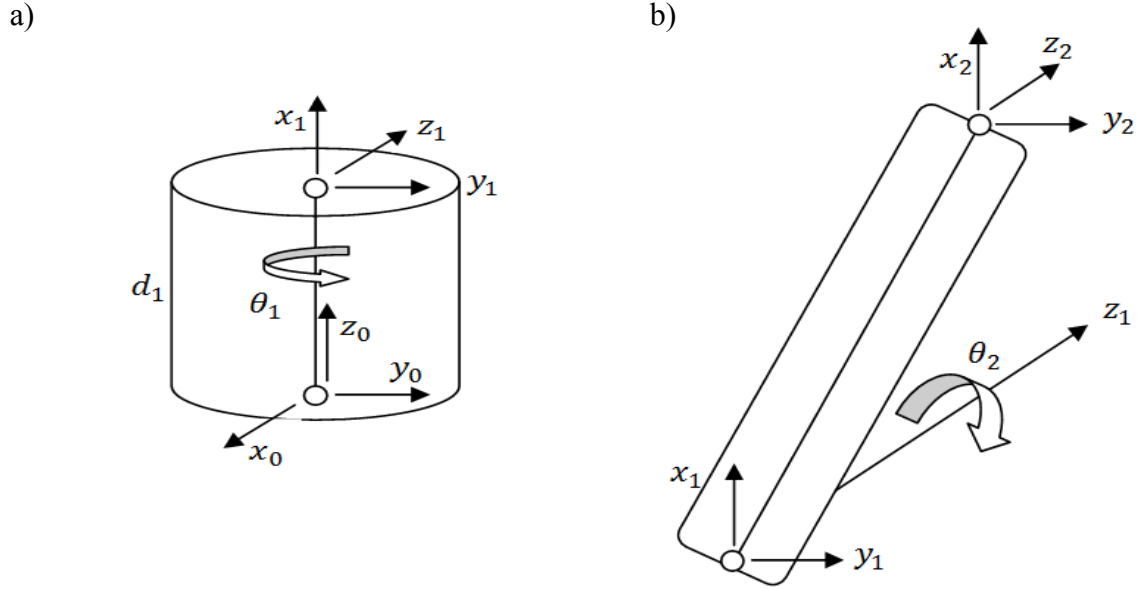 a)
x₁
z₁
y₁
d₁
θ₁
z₀
y₀
x₀
b)
x₂
z₂
y₂
z₁
θ₂
x₁
y₁